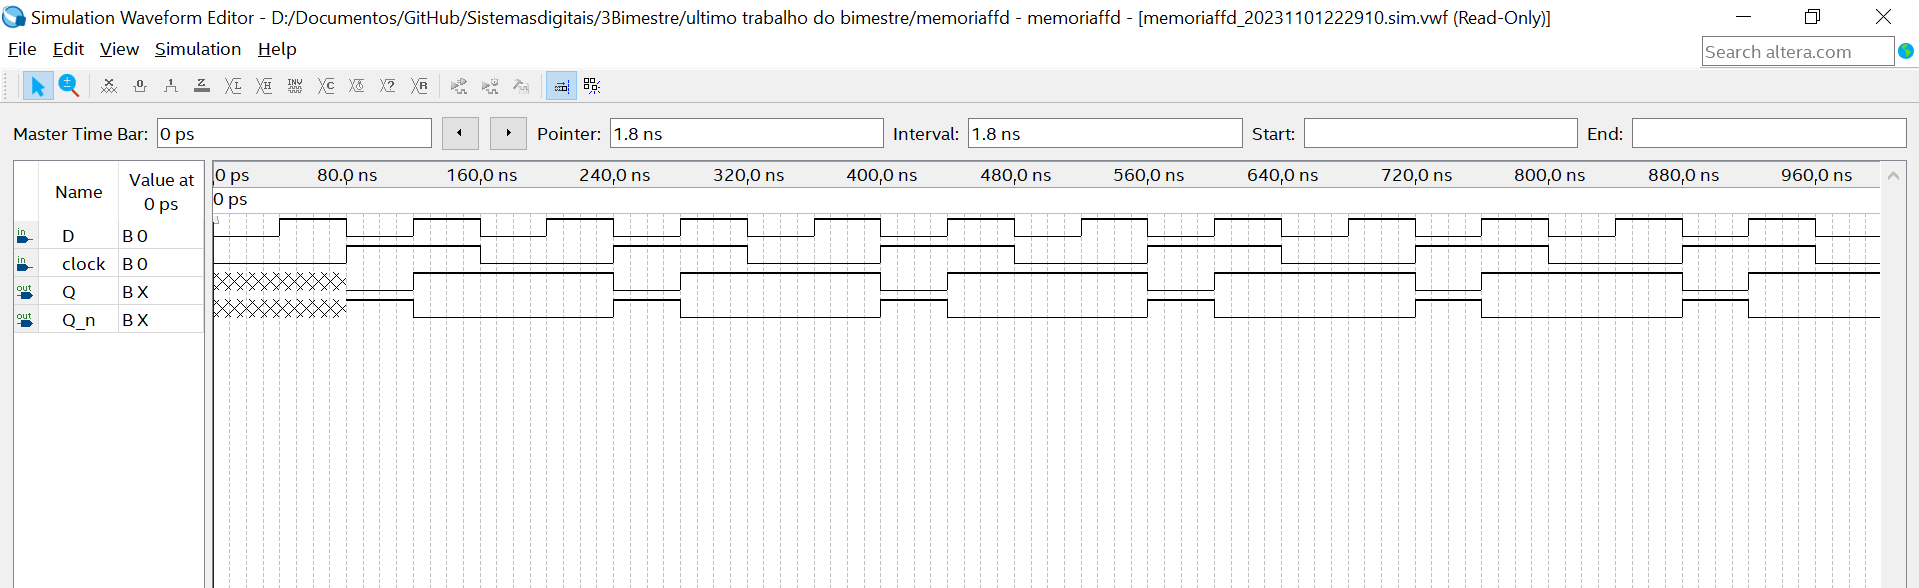 Simulation Waveform Editor - D:/Documentos/GitHub/Sistemasdigitais/3Bimestre/ultimo trabalho do bimestre/memoriaffd - memoriaffd - [memoriaffd_20231101222910.sim.vwf (Read-Only)]
File Edit View Simulation Help
Search altera.com
Master Time Bar: 0 ps Pointer: 1.8 ns Interval: 1.8 ns Start: End:
Name Value at 0 ps
0 ps 80.0 ns 160,0 ns 240,0 ns 320,0 ns 400,0 ns 480,0 ns 560,0 ns 640,0 ns 720,0 ns 800,0 ns 880,0 ns 960,0 ns
0 ps
in D B 0
in clock B 0
out Q B X
out Q_n B X